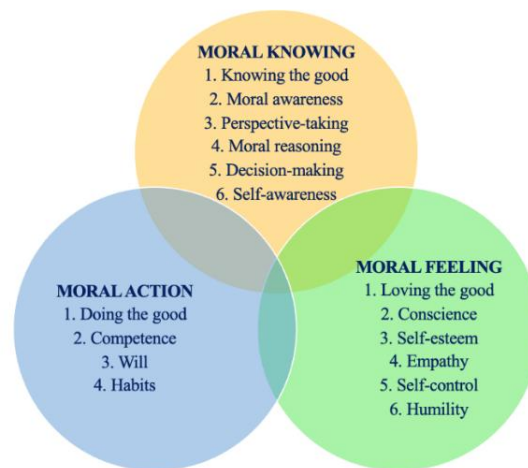 MORAL KNOWING
1. Knowing the good
2. Moral awareness
3. Perspective-taking
4. Moral reasoning
5. Decision-making
6. Self-awareness
MORAL ACTION
1. Doing the good
2. Competence
3. Will
4. Habits
MORAL FEELING
1. Loving the good
2. Conscience
3. Self-esteem
4. Empathy
5. Self-control
6. Humility